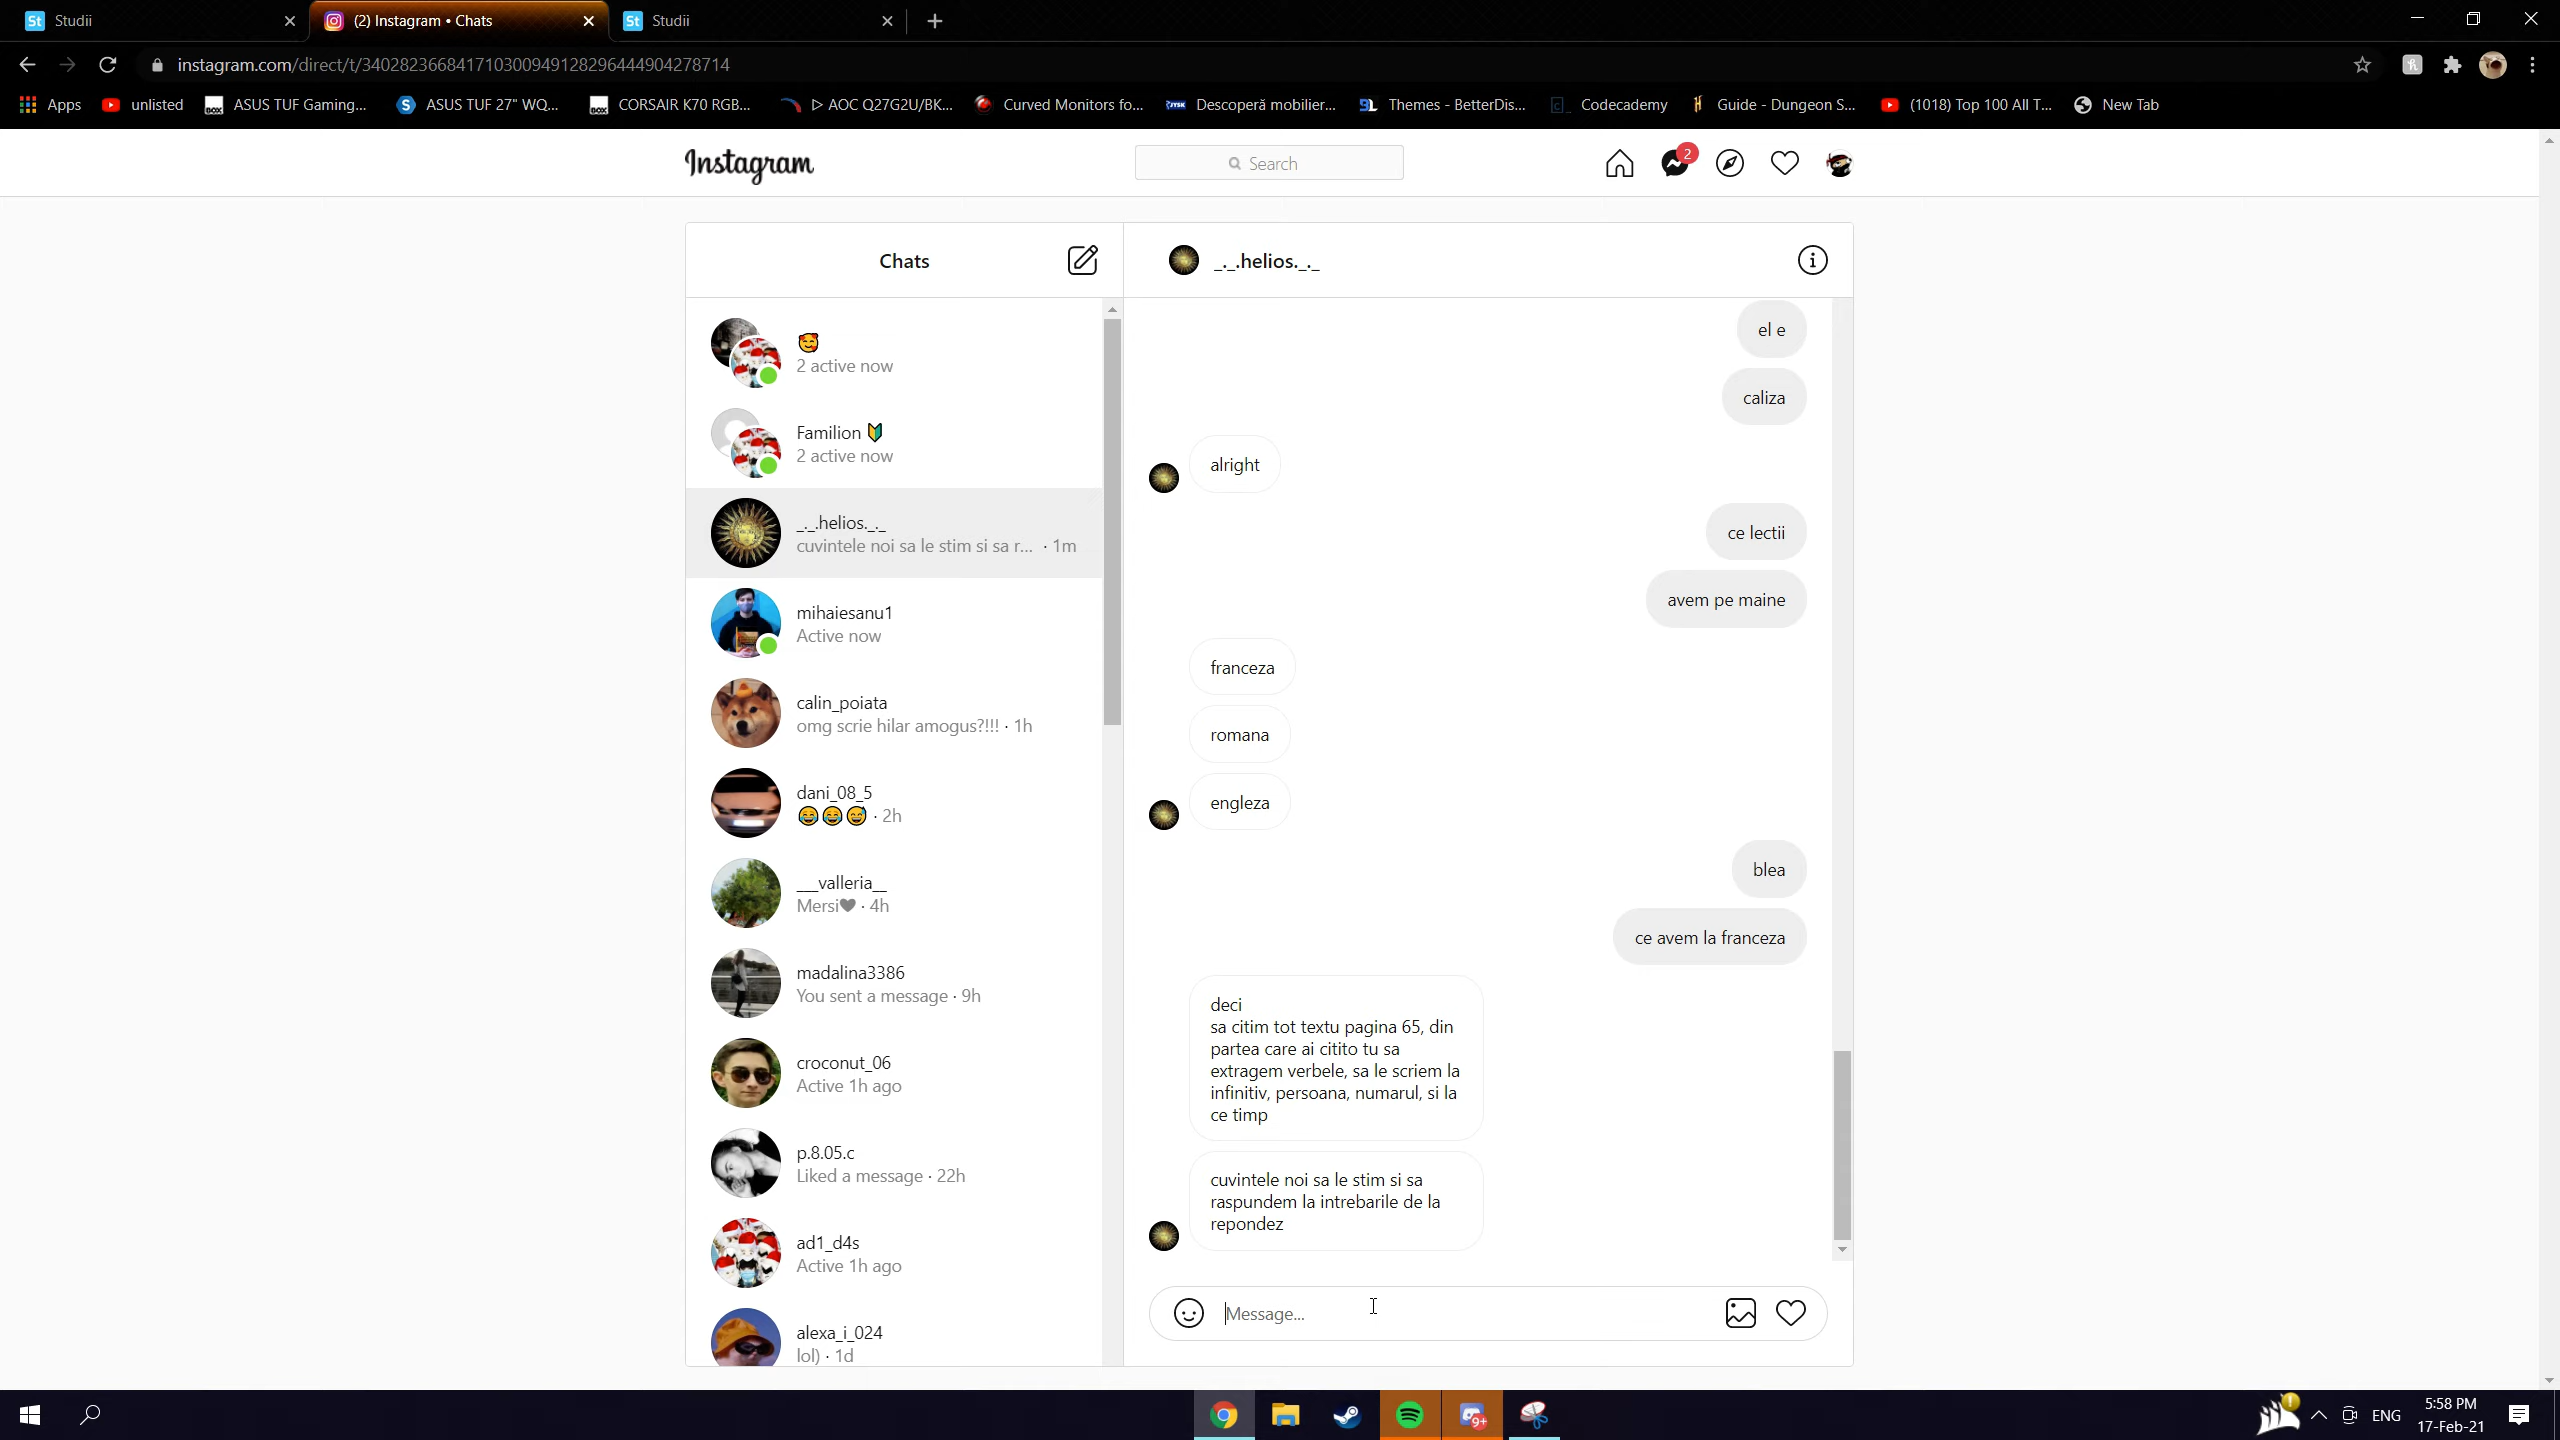 Studii
(2) Instagram • Chats
Studii
instagram.com/direct/t/340282366841710300949128296444904278714
Apps
unlisted
ASUS TUF Gaming...
ASUS TUF 27" WQ...
CORSAIR K70 RGB...
ᐅ AOC Q27G2U/BK...
Curved Monitors fo...
Descoperă mobilier...
Themes - BetterDis...
Codecademy
Guide - Dungeon S...
(1018) Top 100 All T...
New Tab
Instagram
Search
2
Chats
_._.helios._._
🥰
2 active now
Familion 🔰
2 active now
_._.helios._._
cuvintele noi sa le stim si sa r... · 1m
mihaiesanu1
Active now
calin_poiata
omg scrie hilar amogus?!!! · 1h
dani_08_5
😂😂😅 · 2h
___valleria__
Mersi🖤 · 4h
madalina3386
You sent a message · 9h
croconut_06
Active 1h ago
p.8.05.c
Liked a message · 22h
ad1_d4s
Active 1h ago
alexa_i_024
lol) · 1d
el e
caliza
alright
ce lectii
avem pe maine
franceza
romana
engleza
blea
ce avem la franceza
deci
sa citim tot textu pagina 65, din
partea care ai citito tu sa
extragem verbele, sa le scriem la
infinitiv, persoana, numarul, si la
ce timp
cuvintele noi sa le stim si sa
raspundem la intrebarile de la
repondez
Message...
9+
ENG
5:58 PM
17-Feb-21